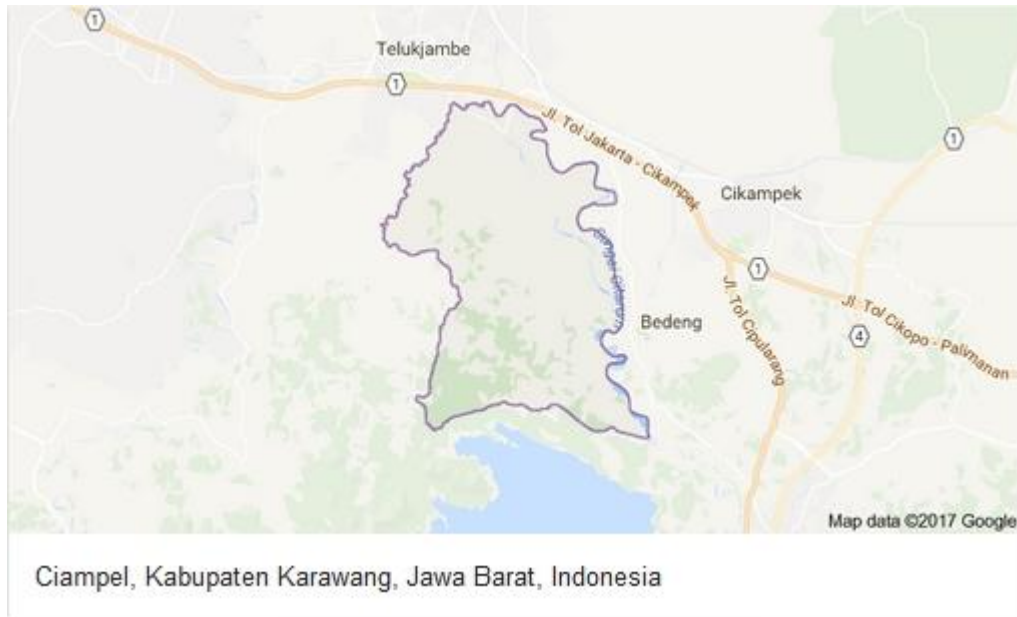 1
Telukjambe
1
Jl. Tol Jakarta - Cikampek
1
Cikampek
1
Bedeng
Jl. Tol Cipularang
Jl. Tol Cikopo - Palimanan
4
Map data ©2017 Google
Ciampel, Kabupaten Karawang, Jawa Barat, Indonesia